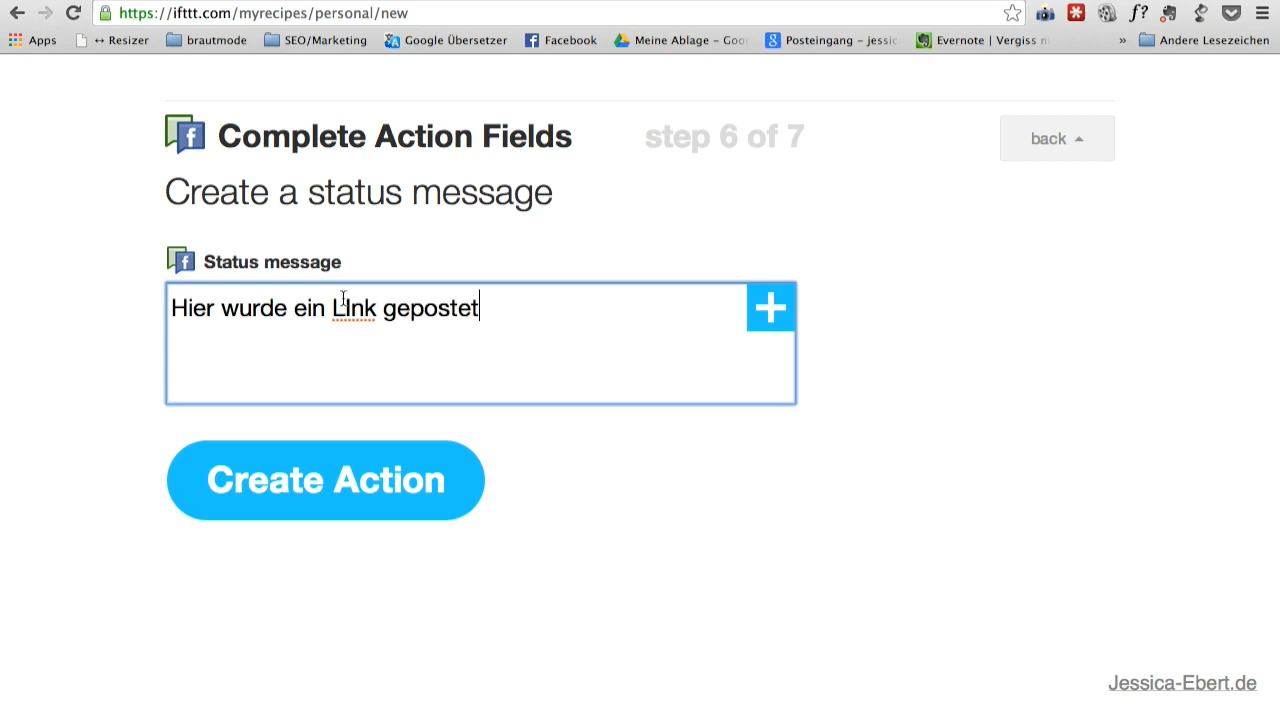 https://ifttt.com/myrecipes/personal/new
f?
Apps
↔ Resizer
brautmode
SEO/Marketing
Google Übersetzer
Facebook
Meine Ablage – Goo
Posteingang – jessic
Evernote | Vergiss n
»
Andere Lesezeichen
Complete Action Fields
step 6 of 7
back
Create a status message
Status message
Hier wurde ein LInk gepostet
Create Action
Jessica-Ebert.de